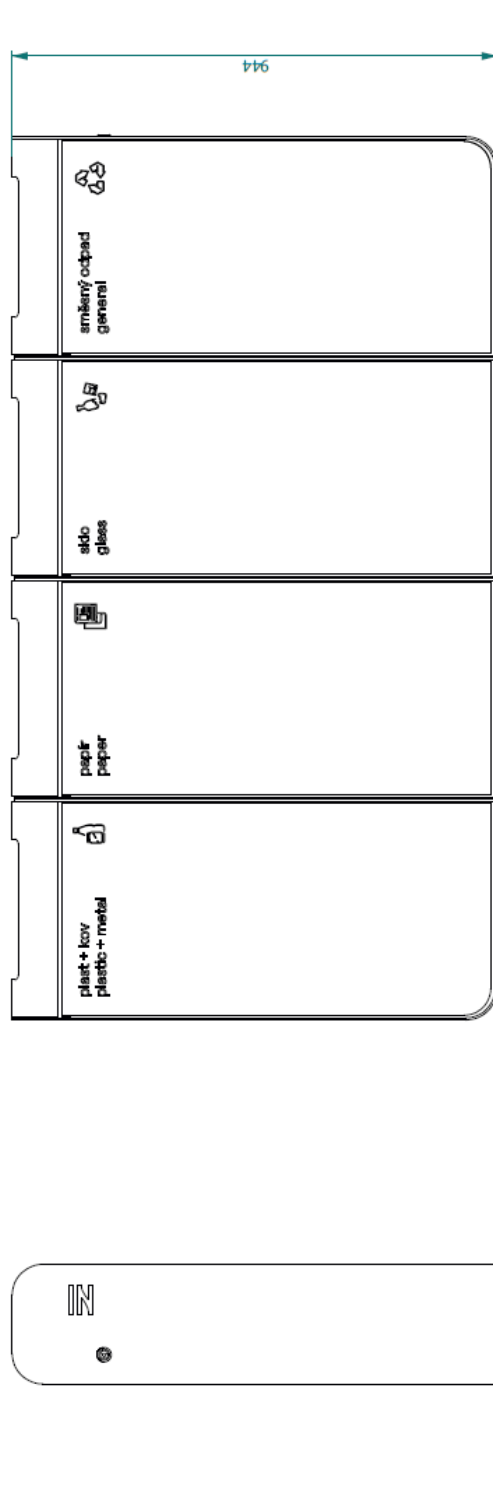 IN
plast + kov
plastic + metal
papír
paper
sklo
glass
směsný odpad
general
944